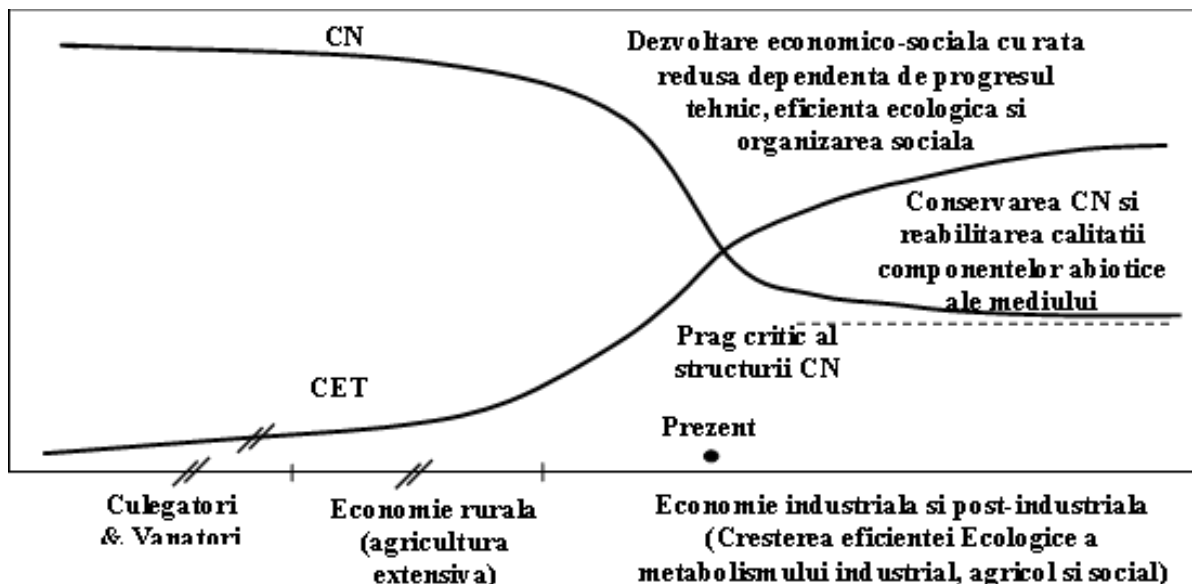 CN
Dezvoltare economico-sociala cu rata
redusa dependenta de progresul
tehnic, eficienta ecologica si
organizarea sociala
Conservarea CN si
reabilitarea calitatii
componentelor abiotice
ale mediului
Prag critic al
structurii CN
CET
Prezent
Culegatori
& Vanatori
Economie rurala
(agricultura
extensiva)
Economie industriala si post-industriala
(Cresterea eficientei Ecologice a
metabolismului industrial, agricol si social)